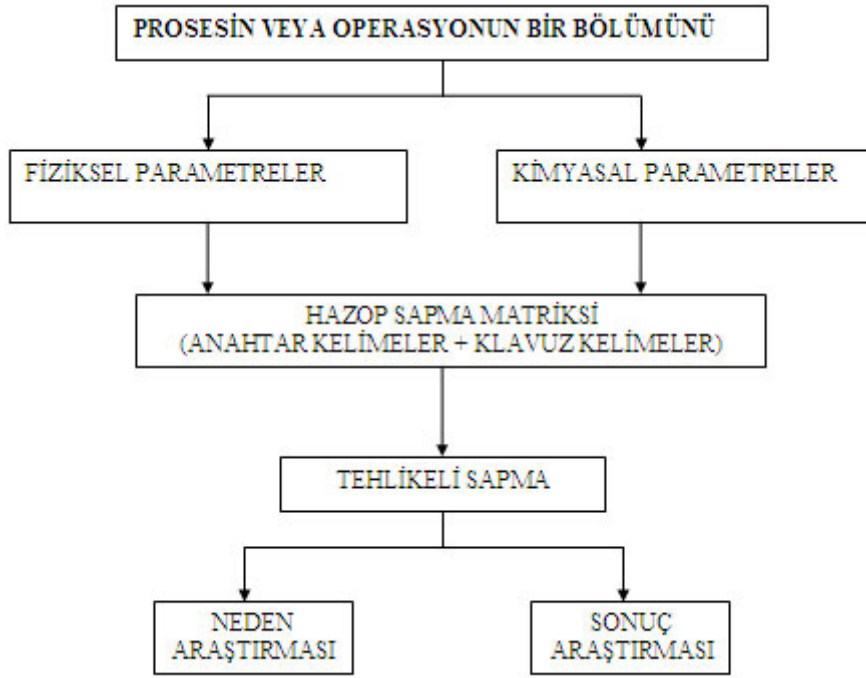 PROSESİN VEYA OPERASYONUN BİR BÖLÜMÜNÜ
FİZİKSEL PARAMETRELER
KİMYASAL PARAMETRELER
HAZOP SAPMA MATRİKSİ
(ANAHTAR KELİMELER + KLAVUZ KELİMELER)
TEHLİKELİ SAPMA
NEDEN
ARAŞTIRMASI
SONUÇ
ARAŞTIRMASI